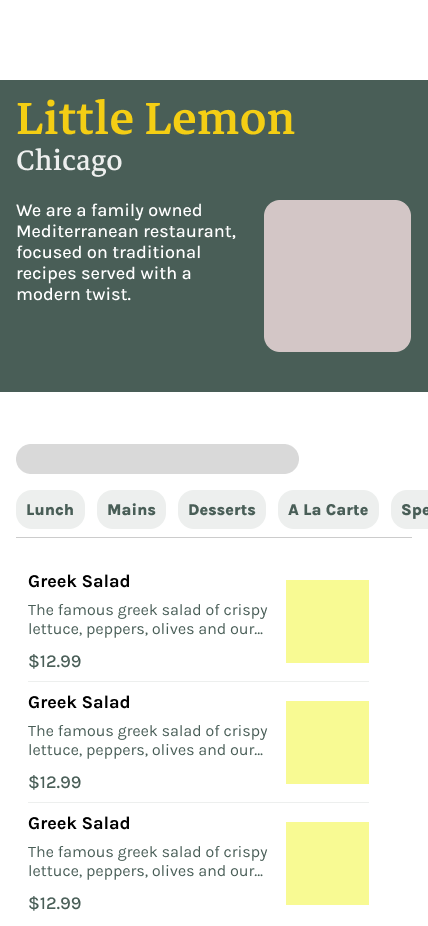 Little Lemon
Chicago
We are a family owned
Mediterranean restaurant,
focused on traditional
recipes served with a
modern twist.
Lunch Mains Desserts A La Carte Spe
Greek Salad
The famous greek salad of crispy
lettuce, peppers, olives and our...
$12.99
Greek Salad
The famous greek salad of crispy
lettuce, peppers, olives and our...
$12.99
Greek Salad
The famous greek salad of crispy
lettuce, peppers, olives and our...
$12.99